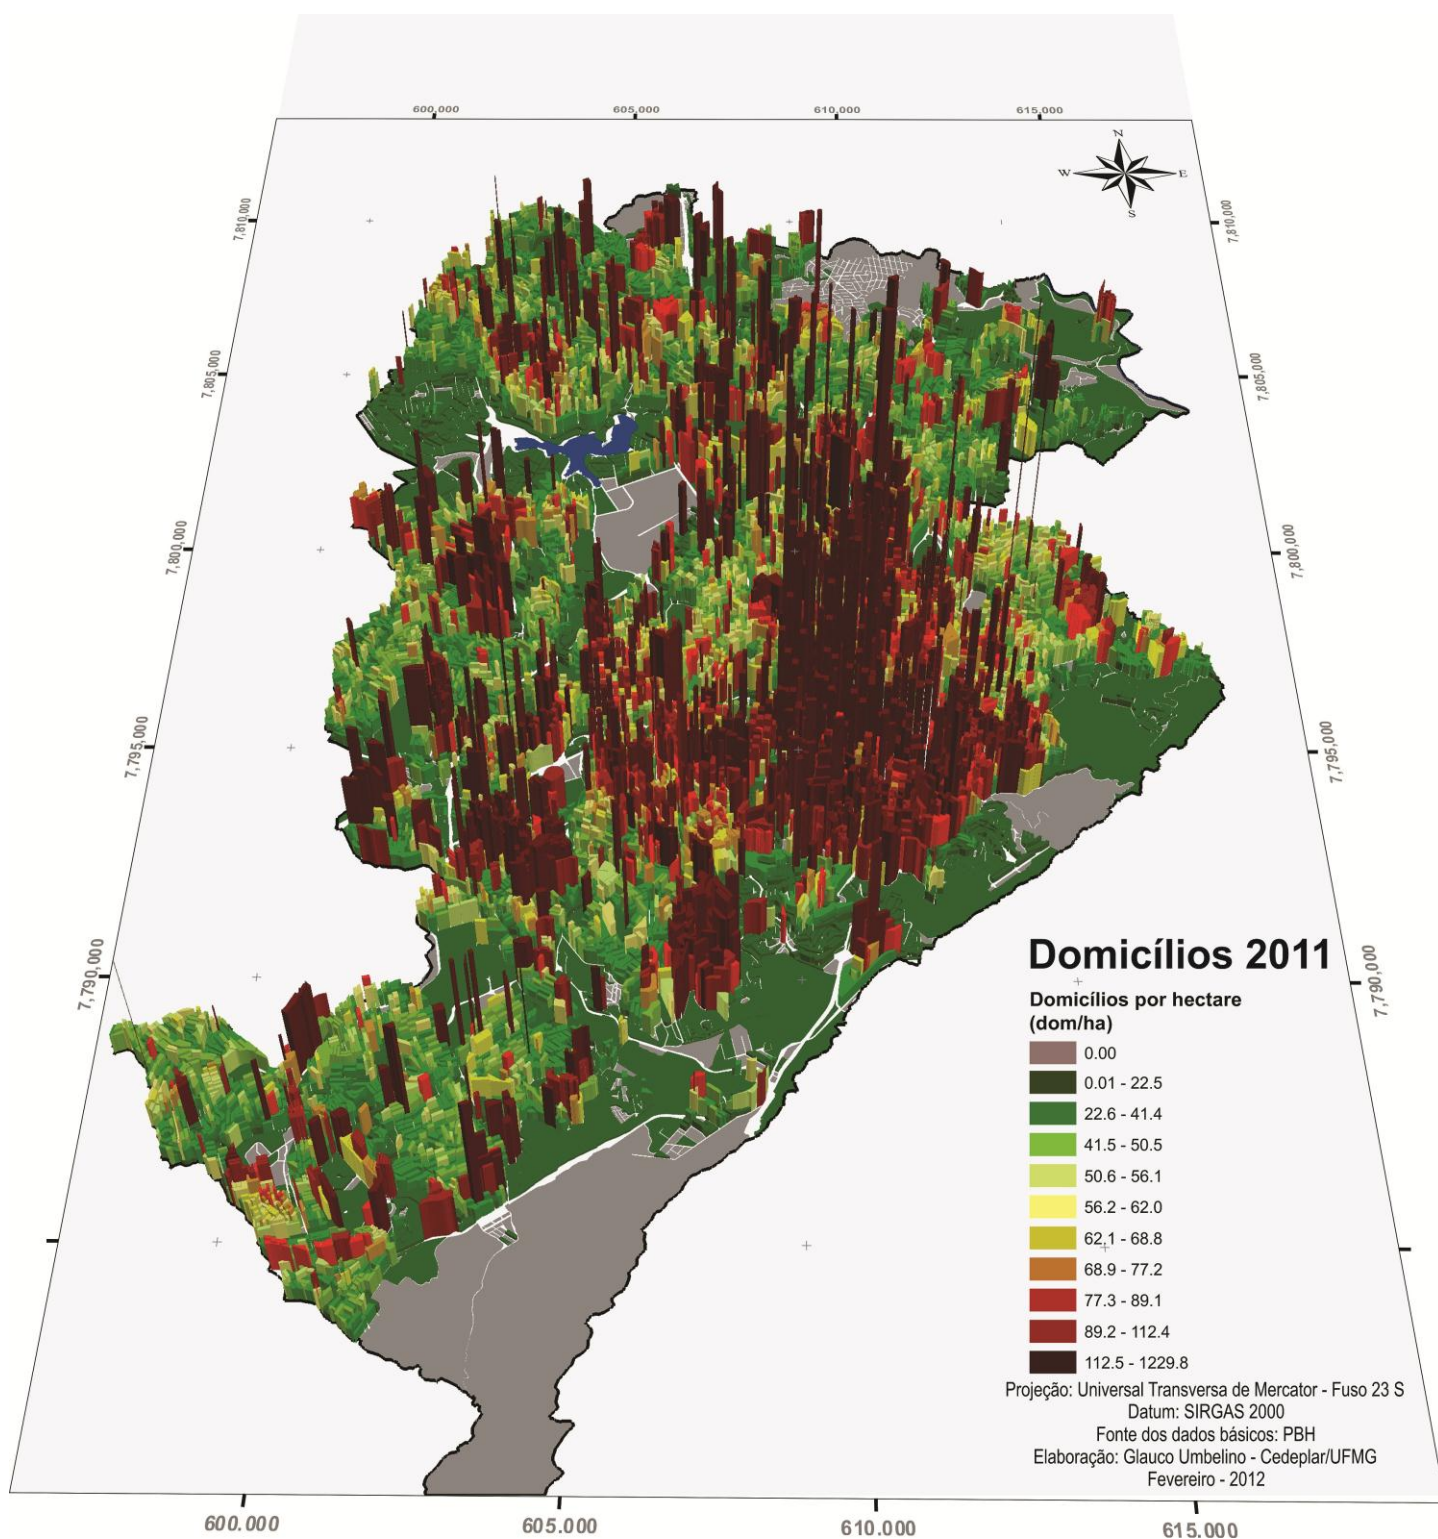 600,000
605,000
610,000
615,000
N
W
E
S
7,810,000
7,810,000
7,805,000
7,805,000
7,800,000
7,800,000
7,795,000
7,795,000
7,790,000
7,790,000
Domicílios 2011
Domicílios por hectare
(dom/ha)
0.00
0.01 - 22.5
22.6 - 41.4
41.5 - 50.5
50.6 - 56.1
56.2 - 62.0
62.1 - 68.8
68.9 - 77.2
77.3 - 89.1
89.2 - 112.4
112.5 - 1229.8
Projeção: Universal Transversa de Mercator - Fuso 23 S
Datum: SIRGAS 2000
Fonte dos dados básicos: PBH
Elaboração: Glauco Umbelino - Cedeplar/UFMG
Fevereiro - 2012
600.000
605.000
610.000
615.000